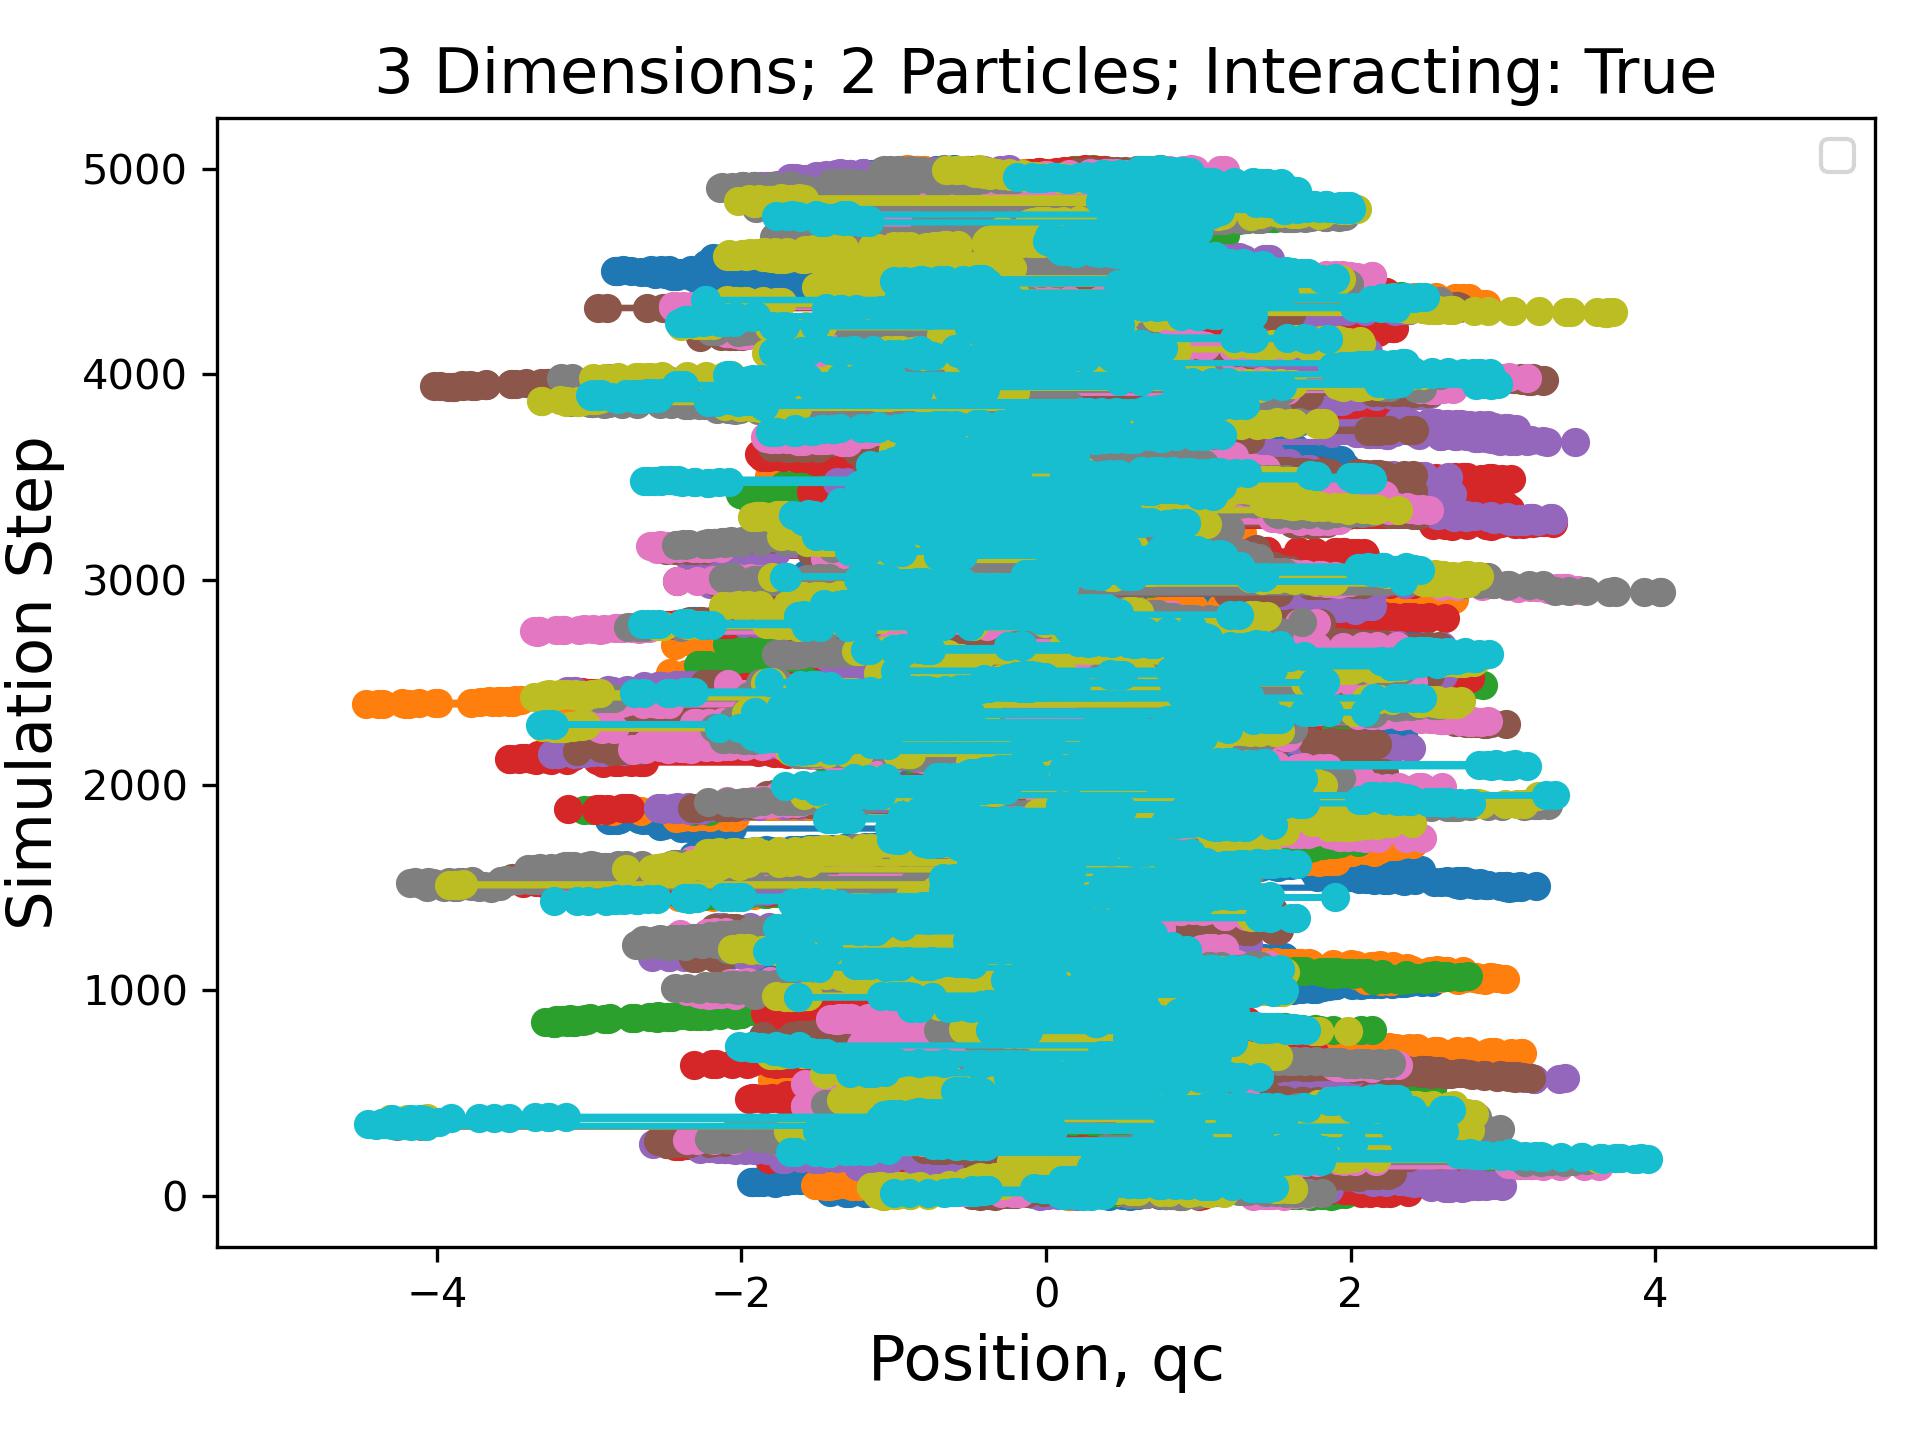 3 Dimensions; 2 Particles; Interacting: True
5000
4000
3000
2000
1000
0
Simulation Step
−4 −2 0 2 4
Position, qc